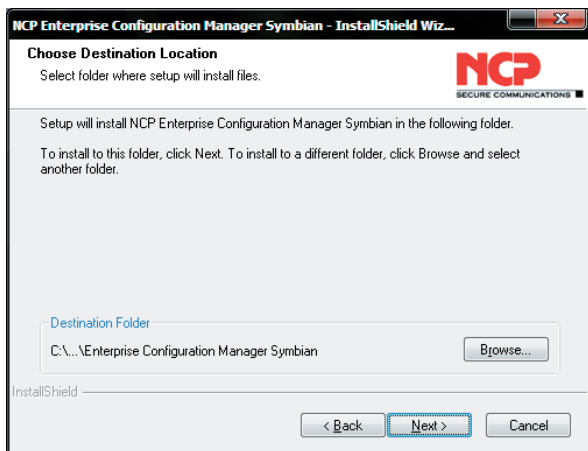 NCP Enterprise Configuration Manager Symbian - InstallShield Wiz...
Choose Destination Location
Select folder where setup will install files.
NCP
SECURE COMMUNICATIONS
Setup will install NCP Enterprise Configuration Manager Symbian in the following folder.
To install to this folder, click Next. To install to a different folder, click Browse and select
another folder.
Destination Folder
C:\...\Enterprise Configuration Manager Symbian
Browse...
InstallShield
< Back
Next >
Cancel